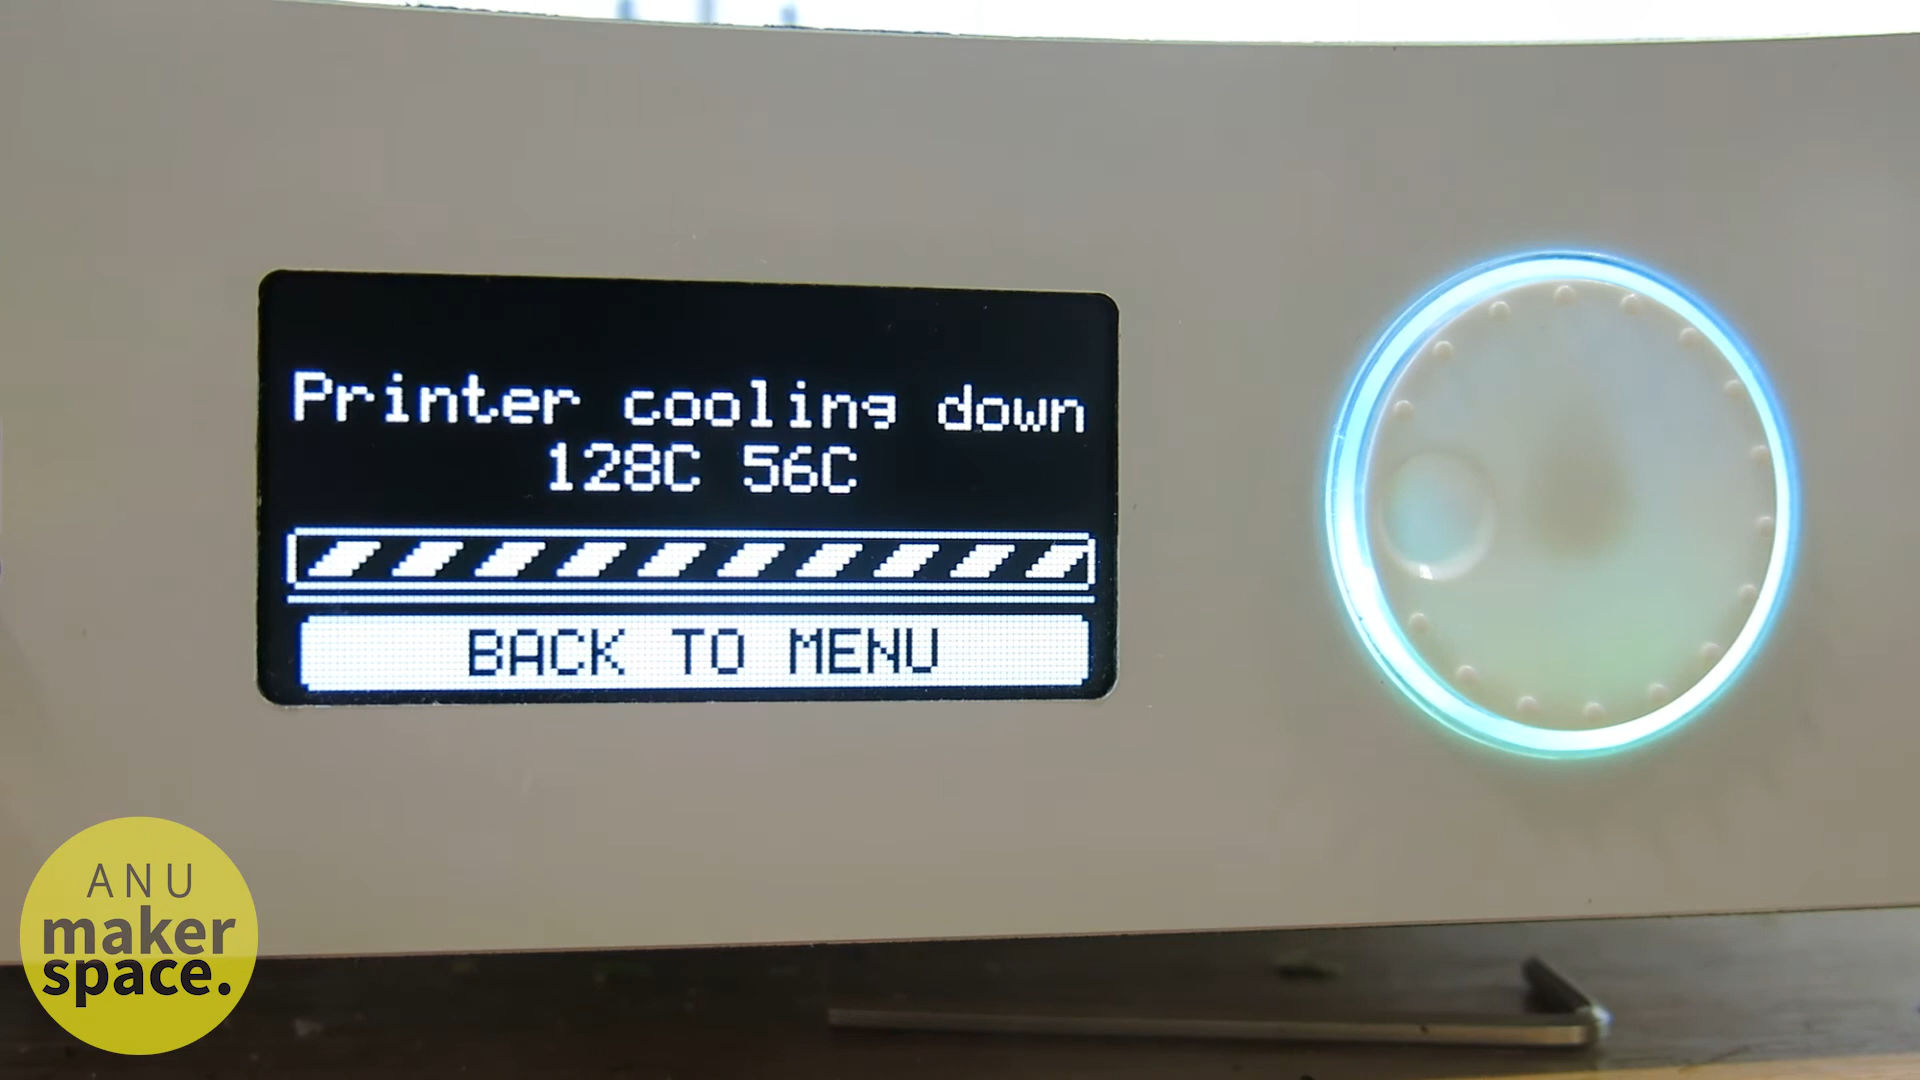 Printer cooling down
128C 56C
BACK TO MENU
ANU
maker
space.